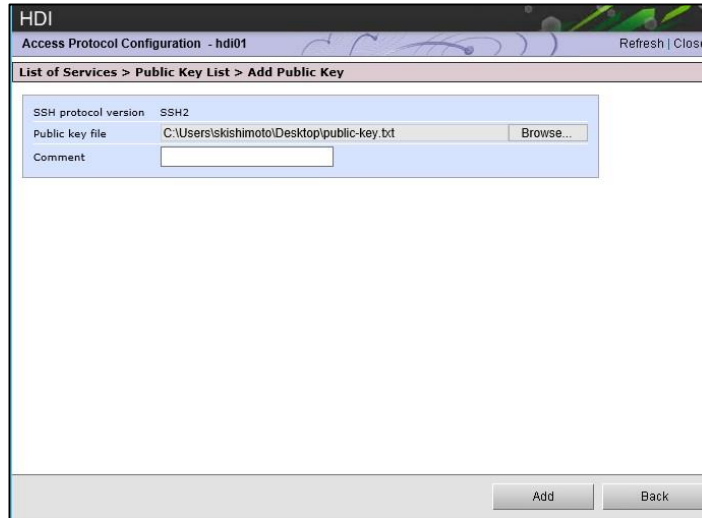 HDI
Access Protocol Configuration - hdi01 Refresh | Close
List of Services > Public Key List > Add Public Key
SSH protocol version SSH2
Public key file C:\Users\skishimoto\Desktop\public-key.txt Browse...
Comment
Add Back